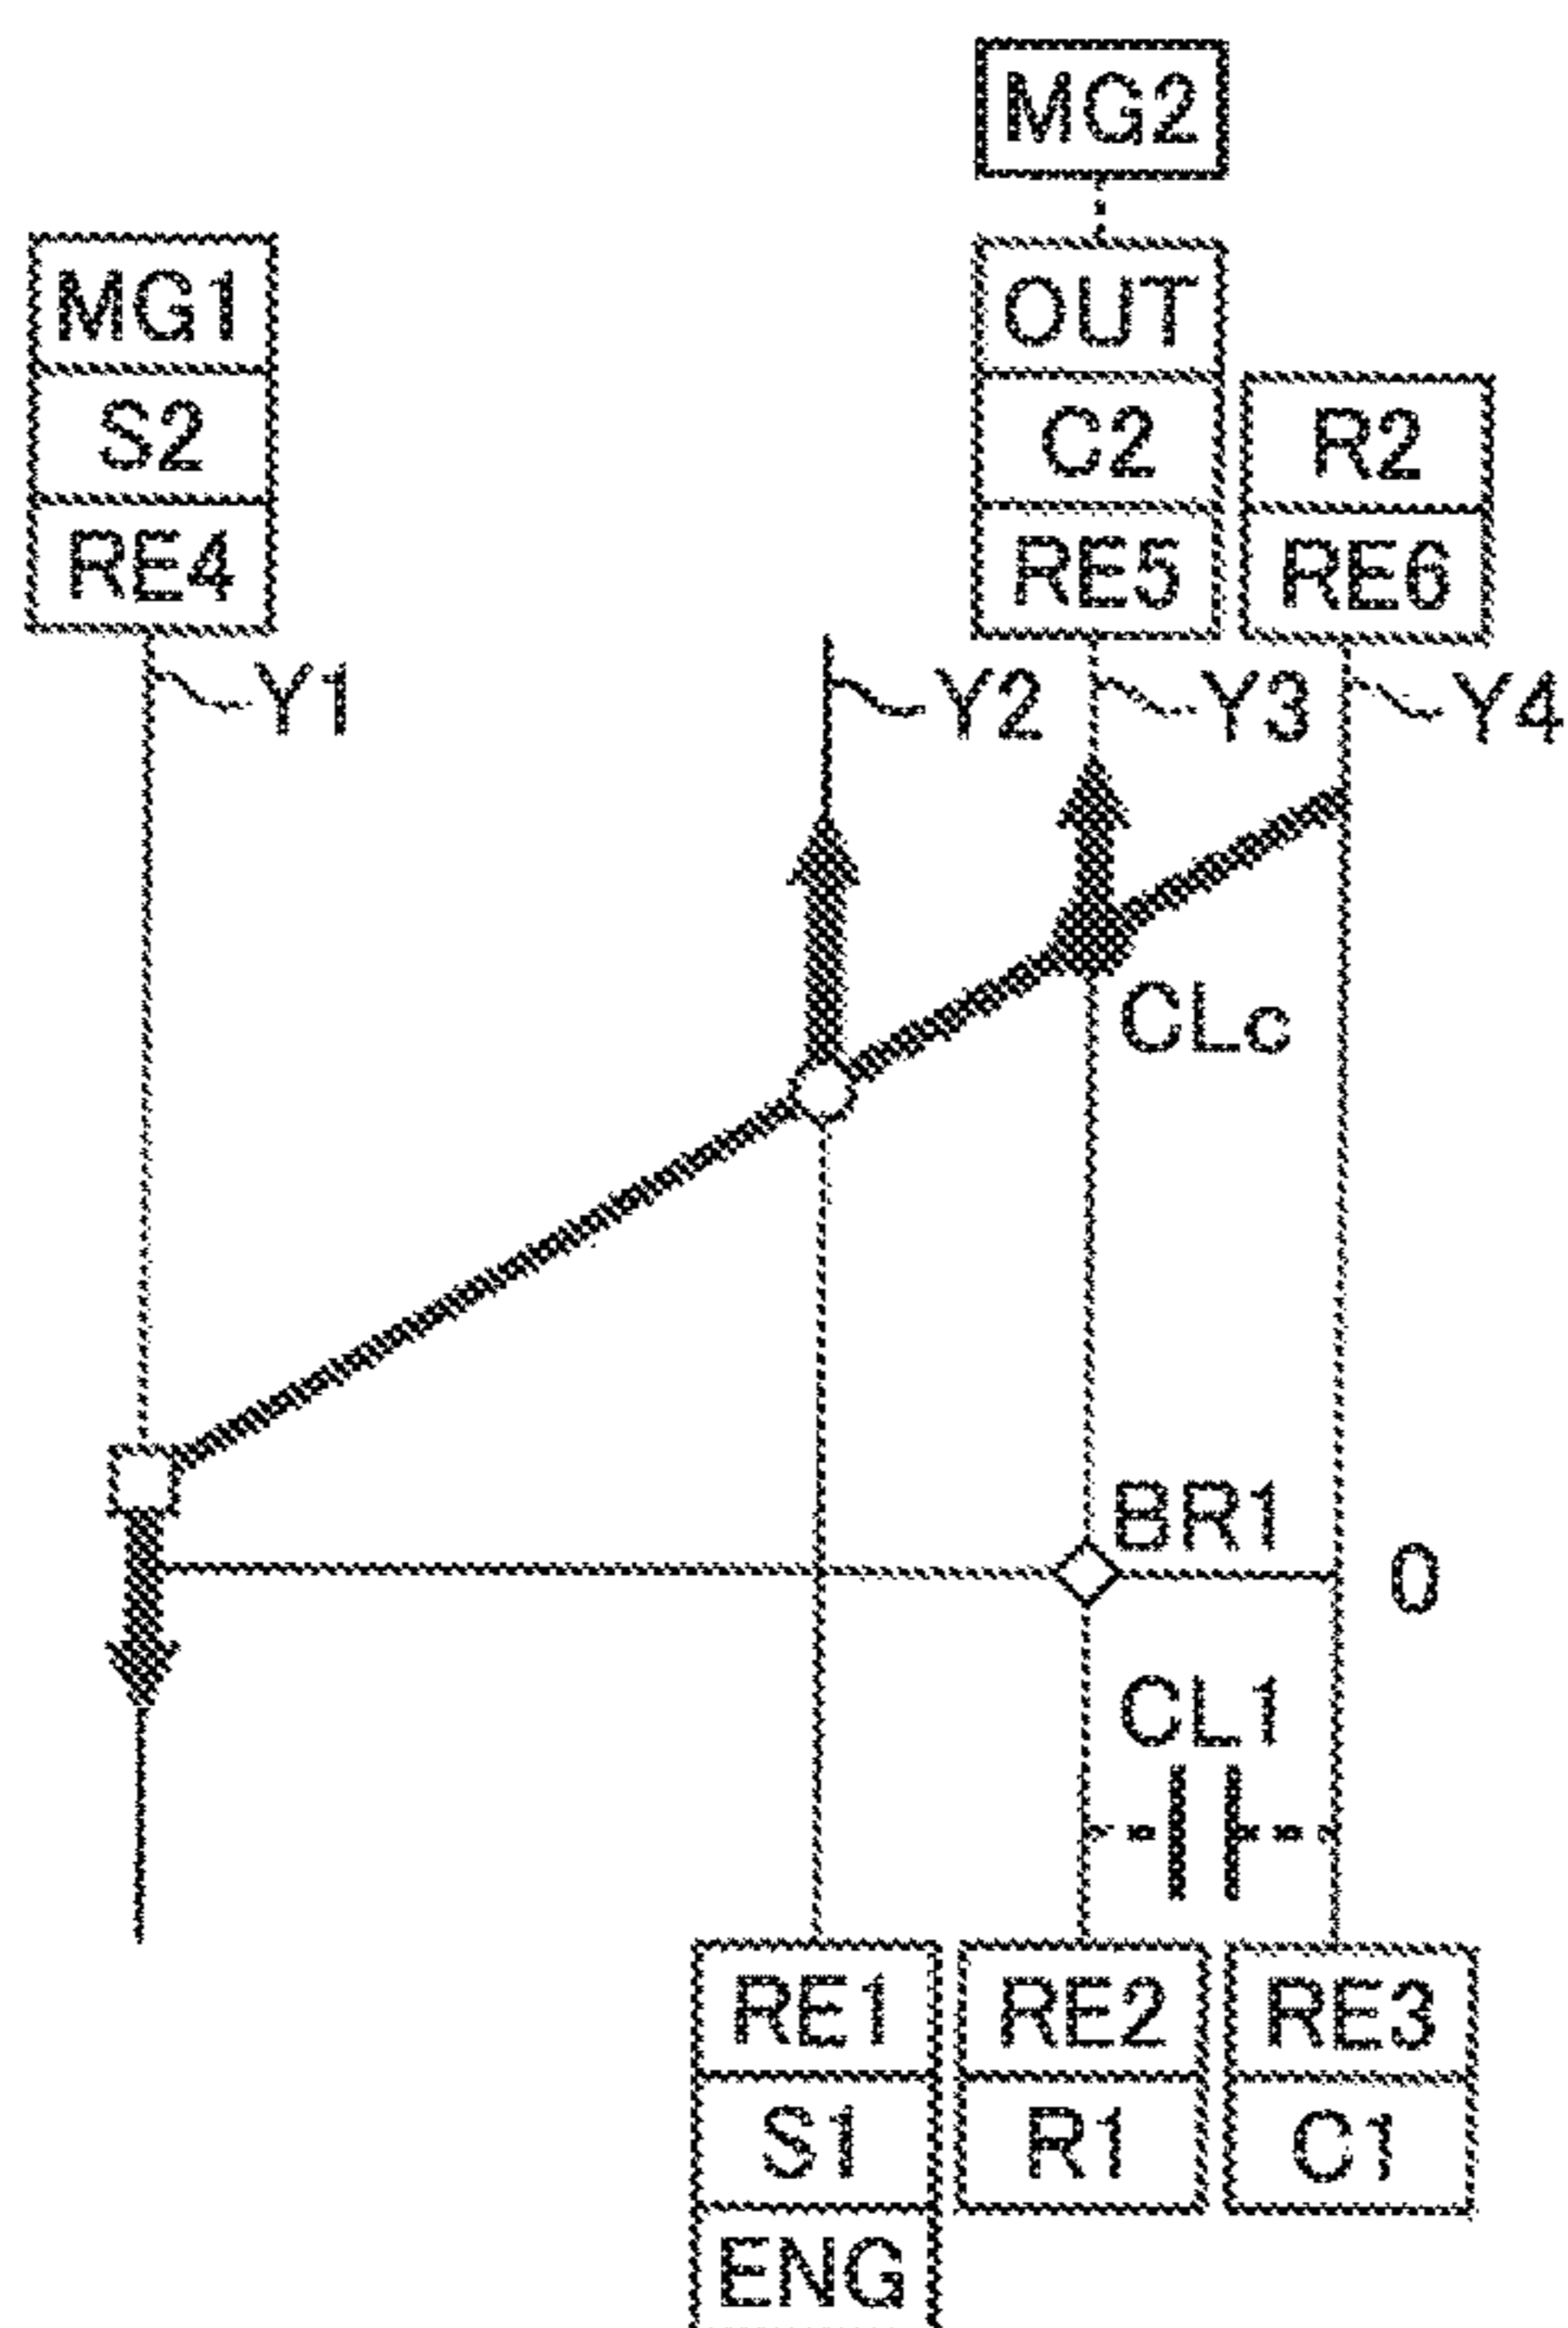 MG2
MG1 OUT
S2 C2 R2
RE4 RE5 RE6
Y1 Y2 Y3 Y4
CLc
BR1
0
CL1
RE1 RE2 RE3
S1 R1 C1
ENG